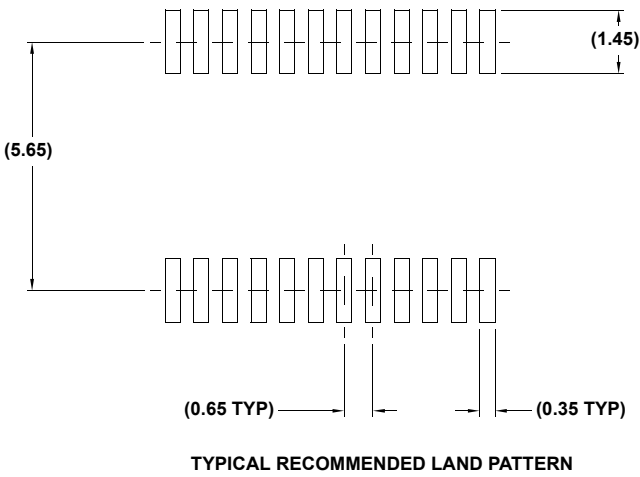 (1.45)
(5.65)
(0.65 TYP)
(0.35 TYP)
TYPICAL RECOMMENDED LAND PATTERN